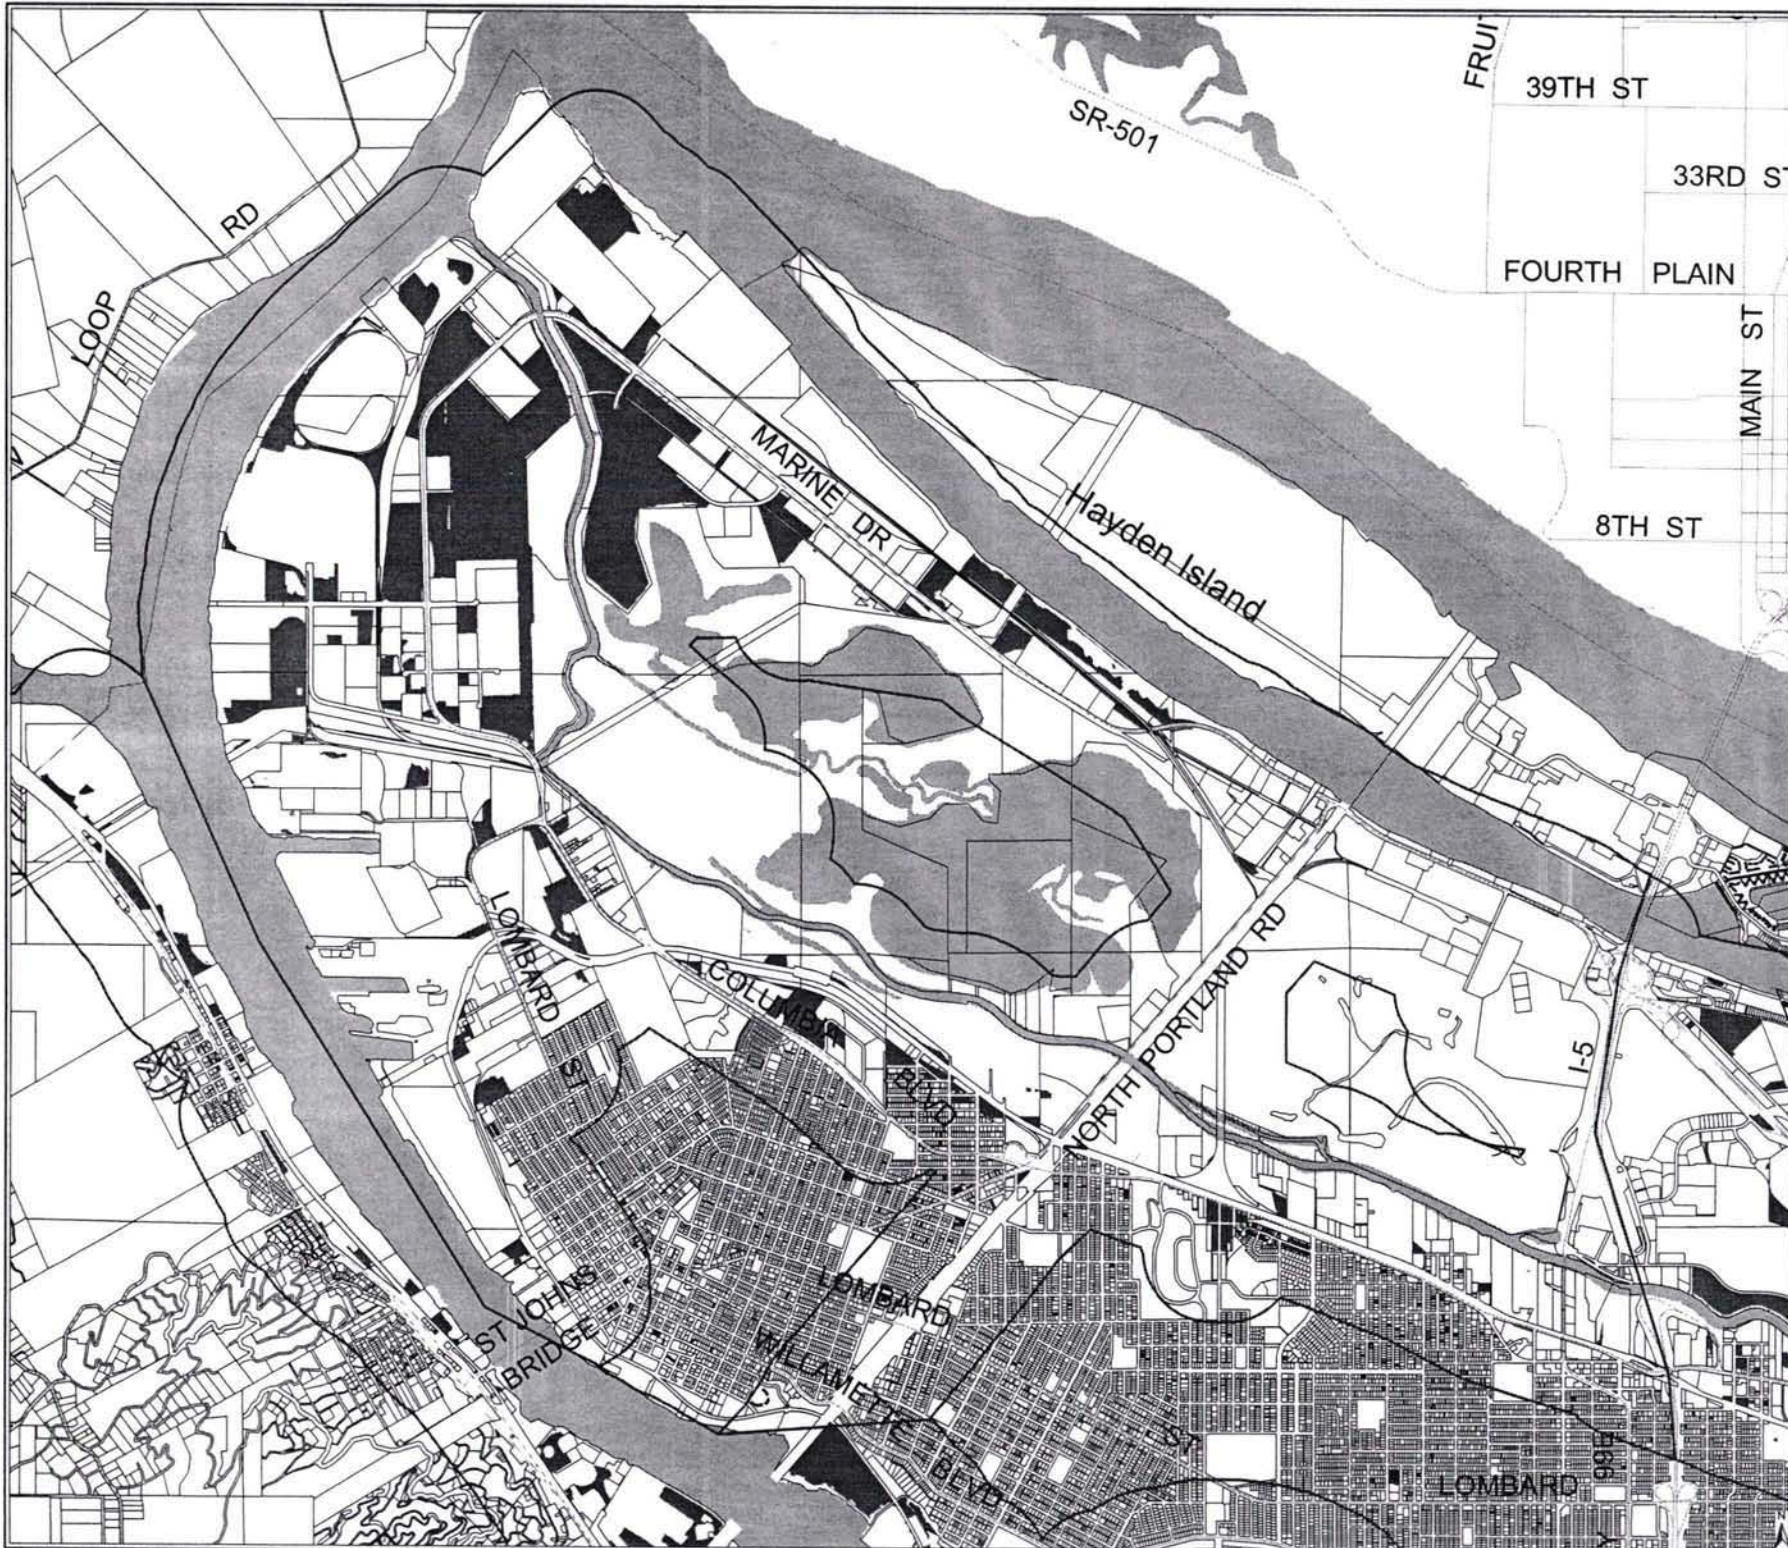 FRUI
39TH ST
SR-501
33RD ST
RD
FOURTH PLAIN
LOOP
MAIN ST
MARINE DR
Hayden Island
8TH ST
LOMBARD
ST
COLUMBIA
BLVD
NORTH PORTLAND RD
I-5
ST JOHNS
BRIDGE
LOMBARD
ST
WILLAMETTE
BLVD
99E
LOMBARD